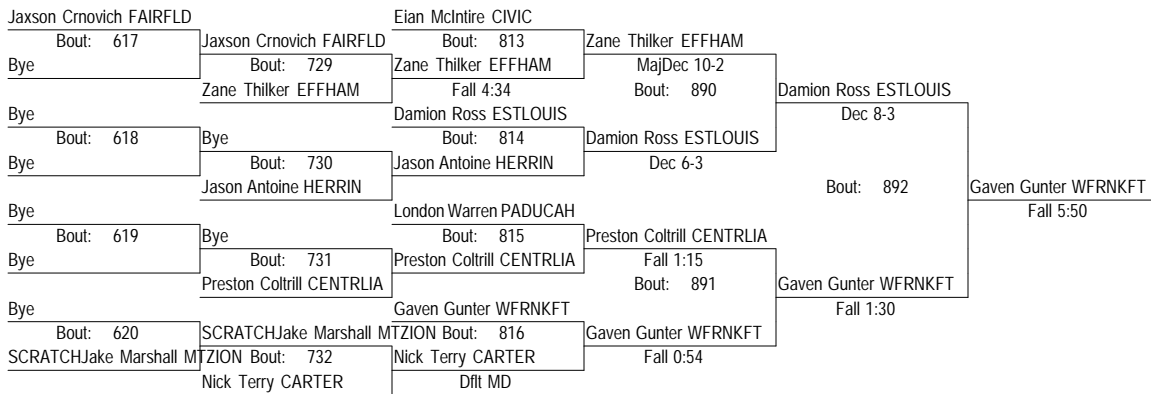 Jaxson Crnovich FAIRFLD Eian McIntire CIVIC
Bout: 617 Jaxson Crnovich FAIRFLD Bout: 813 Zane Thilker EFFHAM
Bye Bout: 729 Zane Thilker EFFHAM MajDec 10-2
Zane Thilker EFFHAM Fall 4:34 Bout: 890 Damion Ross ESTLOUIS
Bye Damion Ross ESTLOUIS Dec 8-3
Bout: 618 Bye Bout: 814 Damion Ross ESTLOUIS
Bye Bout: 730 Jason Antoine HERRIN Dec 6-3
Jason Antoine HERRIN Bout: 892 Gaven Gunter WFRNKFT
Bye London Warren PADUCAH Fall 5:50
Bout: 619 Bye Bout: 815 Preston Coltrill CENTRLIA
Bye Bout: 731 Preston Coltrill CENTRLIA Fall 1:15
Preston Coltrill CENTRLIA Bout: 891 Gaven Gunter WFRNKFT
Bye Gaven Gunter WFRNKFT Fall 1:30
Bout: 620 SCRATCHJake Marshall MTZION Bout: 816 Gaven Gunter WFRNKFT
SCRATCHJake Marshall MTZION Bout: 732 Nick Terry CARTER Fall 0:54
Nick Terry CARTER Dflt MD